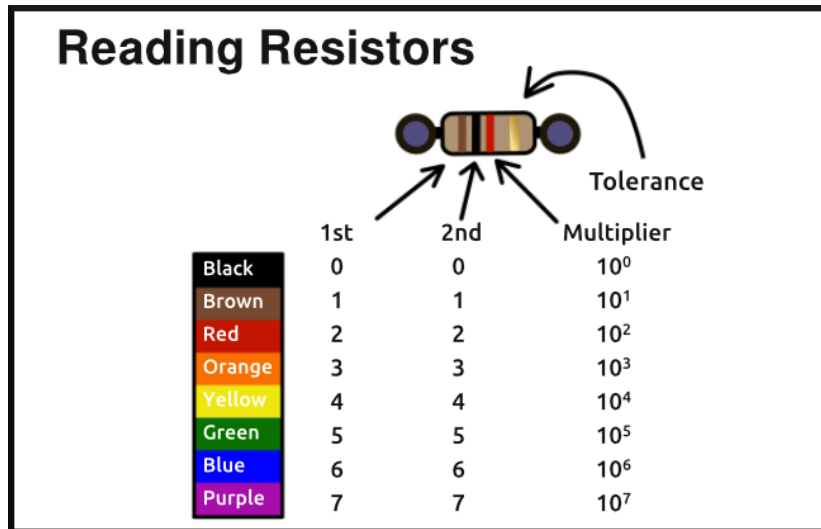 Reading Resistors
Tolerance
1st 2nd Multiplier
Black 0 0 10⁰
Brown 1 1 10¹
Red 2 2 10²
Orange 3 3 10³
Yellow 4 4 10⁴
Green 5 5 10⁵
Blue 6 6 10⁶
Purple 7 7 10⁷